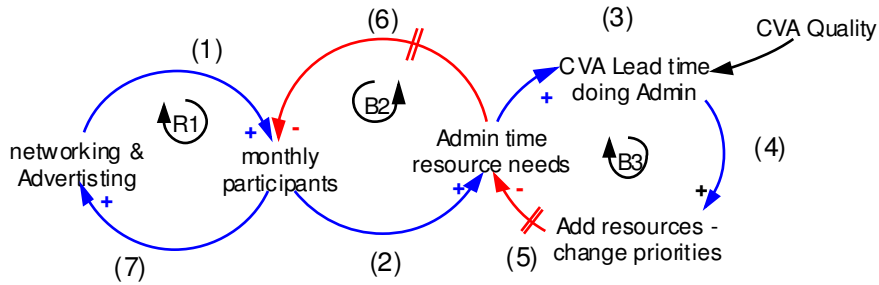 (1)
(6)
(3)
CVA Quality
CVA Lead time
doing Admin
R1
B2
+
networking &
Advertisting
+
+
-
monthly
participants
Admin time
resource needs
+
-
B3
(4)
+
Add resources -
change priorities
(7)
(2)
(5)